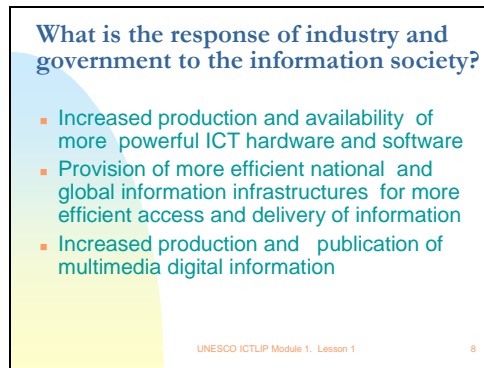 What is the response of industry and
government to the information society?
Increased production and availability of
more powerful ICT hardware and software
Provision of more efficient national and
global information infrastructures for more
efficient access and delivery of information
Increased production and publication of
multimedia digital information
UNESCO ICTLIP Module 1. Lesson 1 8